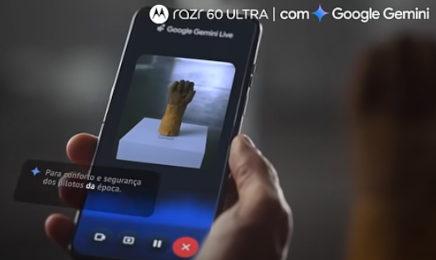 razr 60 ULTRA | com Google Gemini
Google Gemini Live
Para conforto e segurança
dos pilotos da época.